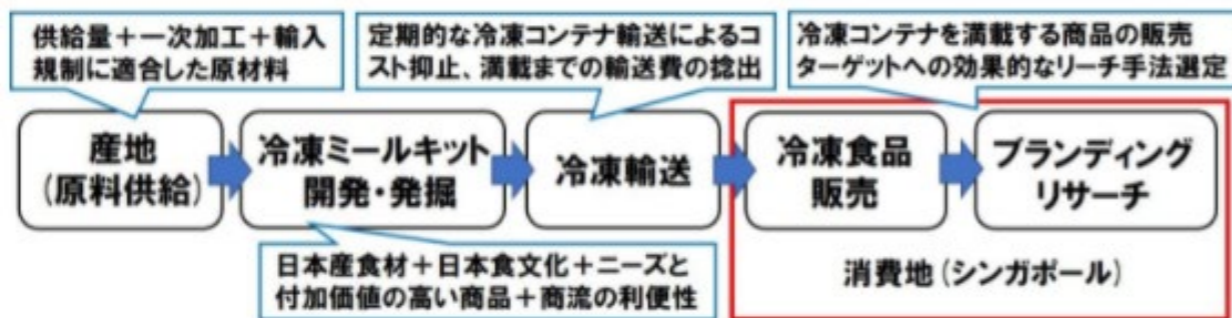 供給量＋一次加工＋輸入
規制に適合した原材料
定期的な冷凍コンテナ輸送によるコ
スト抑止、満載までの輸送費の捻出
冷凍コンテナを満載する商品の販売
ターゲットへの効果的なリーチ手法選定
産地
(原料供給)
冷凍ミールキット
開発・発掘
冷凍輸送
冷凍食品
販売
ブランディング
リサーチ
日本産食材＋日本食文化＋ニーズと
付加価値の高い商品＋商流の利便性
消費地(シンガポール)